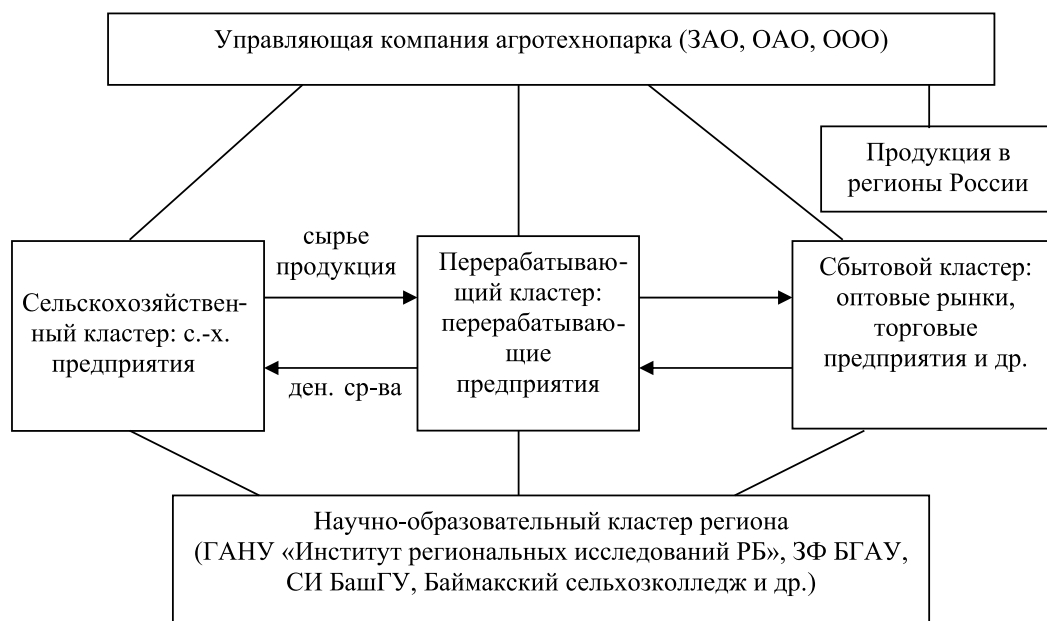 Управляющая компания агротехнопарка (ЗАО, ОАО, ООО)
Продукция в
регионы России
Сельскохозяйствен-
ный кластер: с.-х.
предприятия
сырье
продукция
ден. ср-ва
Перерабатываю-
щий кластер:
перерабатываю-
щие
предприятия
Сбытовой кластер:
оптовые рынки,
торговые
предприятия и др.
Научно-образовательный кластер региона
(ГАНУ «Институт региональных исследований РБ», ЗФ БГАУ,
СИ БашГУ, Баймакский сельхозколледж и др.)